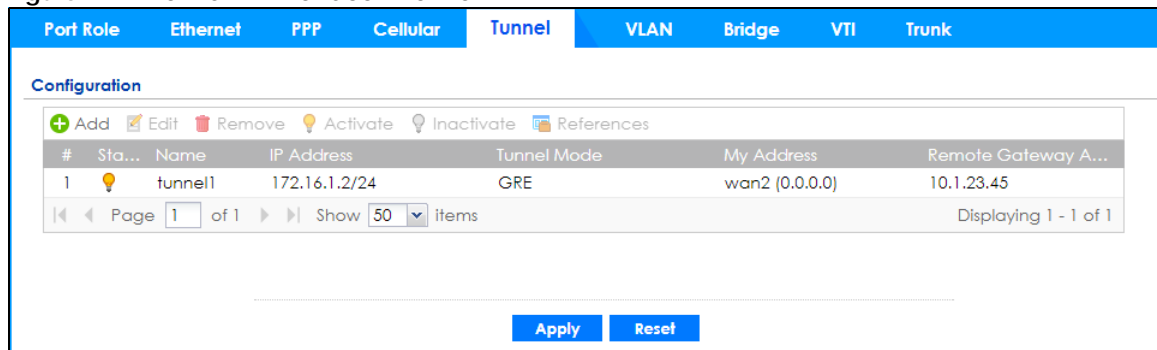 Port Role Ethernet PPP Cellular Tunnel VLAN Bridge VTI Trunk
Configuration
Add Edit Remove Activate Inactivate References
# Sta... Name IP Address Tunnel Mode My Address Remote Gateway A...
1 tunnel1 172.16.1.2/24 GRE wan2 (0.0.0.0) 10.1.23.45
Page 1 of 1 Show 50 items Displaying 1 - 1 of 1
Apply Reset